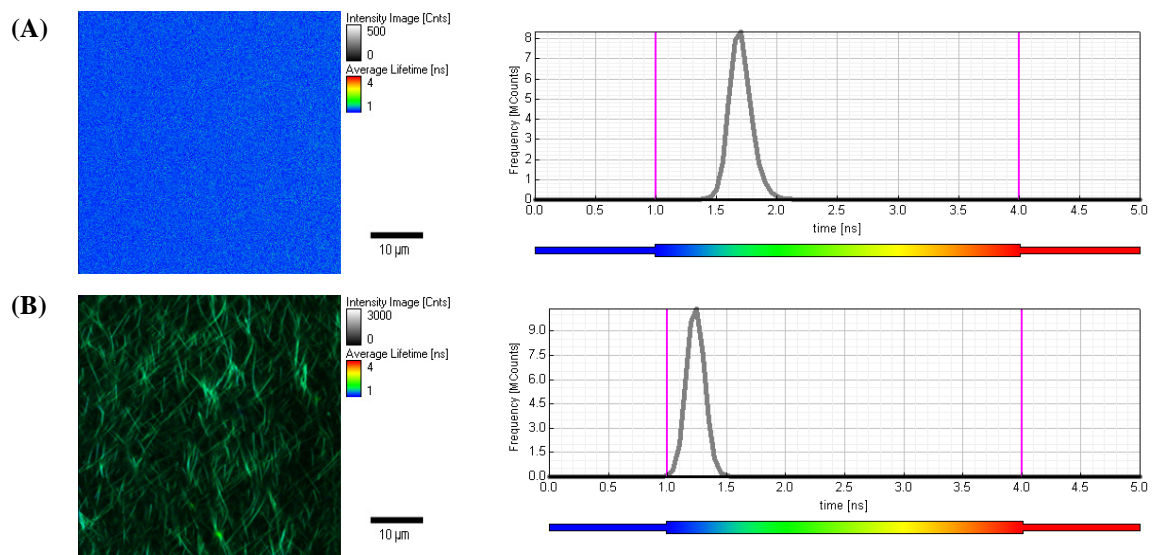 (A)
Intensity Image [Cnts]
500
0
Average Lifetime [ns]
4
1
10 µm
Frequency [MCounts]
8
7
6
5
4
3
2
1
0
0.0 0.5 1.0 1.5 2.0 2.5 3.0 3.5 4.0 4.5 5.0
time [ns]
(B)
Intensity Image [Cnts]
3000
0
Average Lifetime [ns]
4
1
10 µm
Frequency [MCounts]
9.0
7.5
6.0
4.5
3.0
1.5
0.0
0.0 0.5 1.0 1.5 2.0 2.5 3.0 3.5 4.0 4.5 5.0
time [ns]